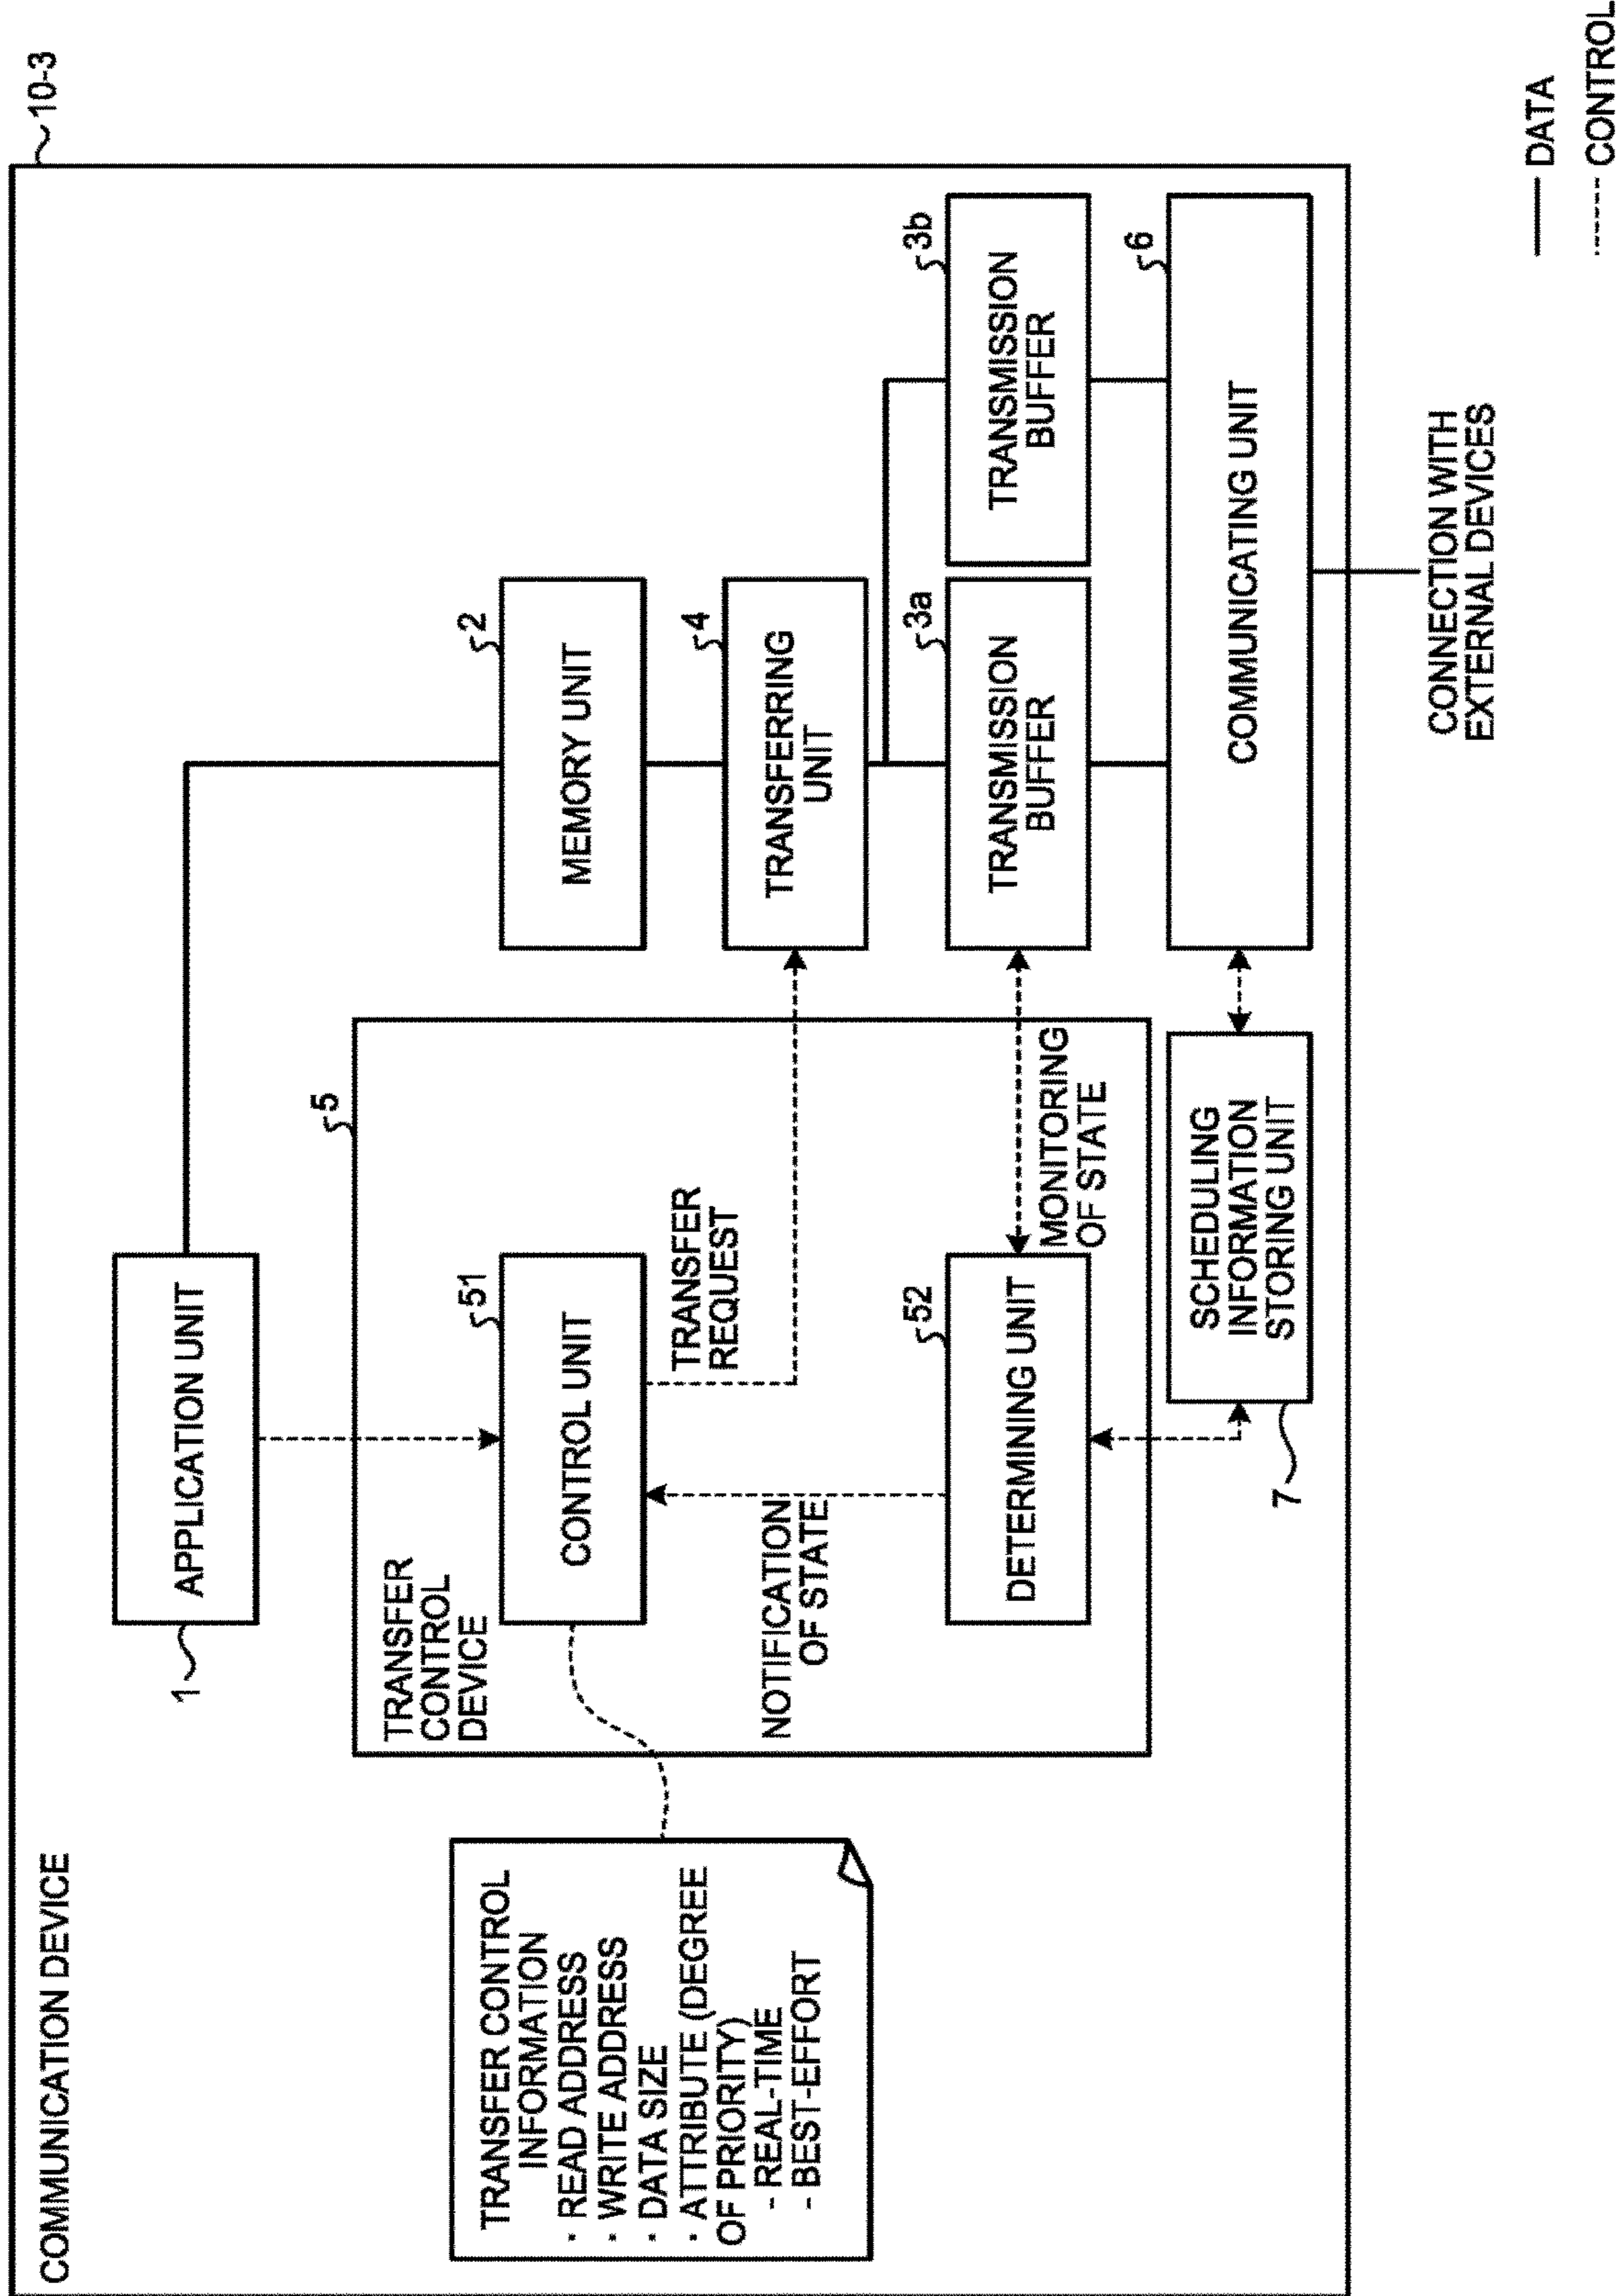 COMMUNICATION DEVICE
10-3
APPLICATION UNIT
1
TRANSFER
CONTROL
DEVICE
5
TRANSFER CONTROL
INFORMATION
· READ ADDRESS
· WRITE ADDRESS
· DATA SIZE
· ATTRIBUTE (DEGREE
OF PRIORITY)
- REAL-TIME
- BEST-EFFORT
CONTROL UNIT
51
TRANSFER
REQUEST
NOTIFICATION
OF STATE
DETERMINING UNIT
52
MONITORING
OF STATE
MEMORY UNIT
2
TRANSFERRING
UNIT
4
TRANSMISSION
BUFFER
3a
TRANSMISSION
BUFFER
3b
SCHEDULING
INFORMATION
STORING UNIT
7
COMMUNICATING UNIT
6
CONNECTION WITH
EXTERNAL DEVICES
DATA
CONTROL